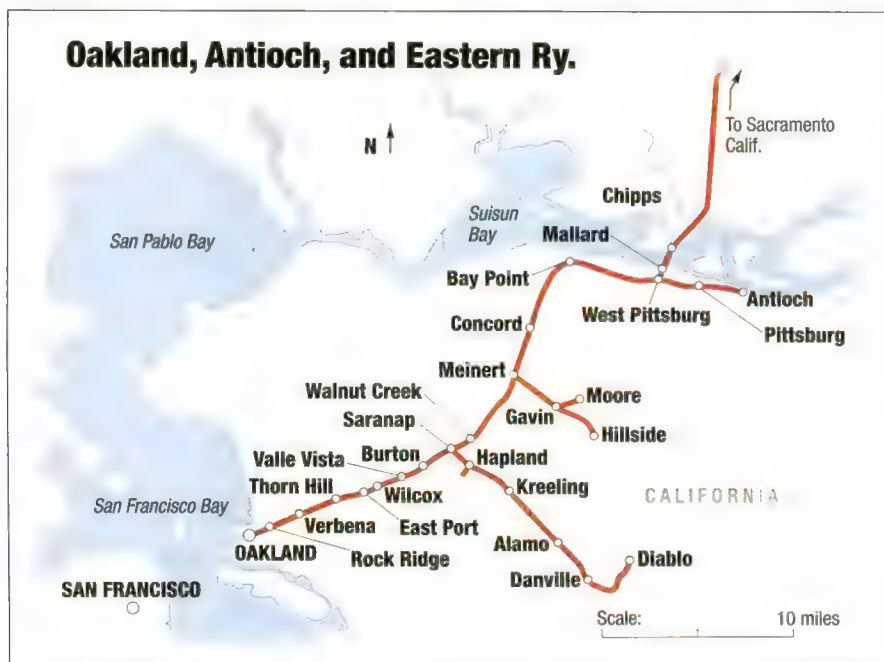 Oakland, Antioch, and Eastern Ry.
N
To Sacramento
Calif.
Chipps
Suisun
Bay
San Pablo Bay
Mallard
Bay Point
Antioch
West Pittsburg
Concord
Pittsburg
Meinert
Walnut Creek
Moore
Saranap
Gavin
Hillside
Valle Vista
Burton
Hapland
Thorn Hill
Wilcox
Kreeling
CALIFORNIA
San Francisco Bay
Verbena
East Port
OAKLAND
Rock Ridge
Alamo
Diablo
Danville
SAN FRANCISCO
Scale:
10 miles